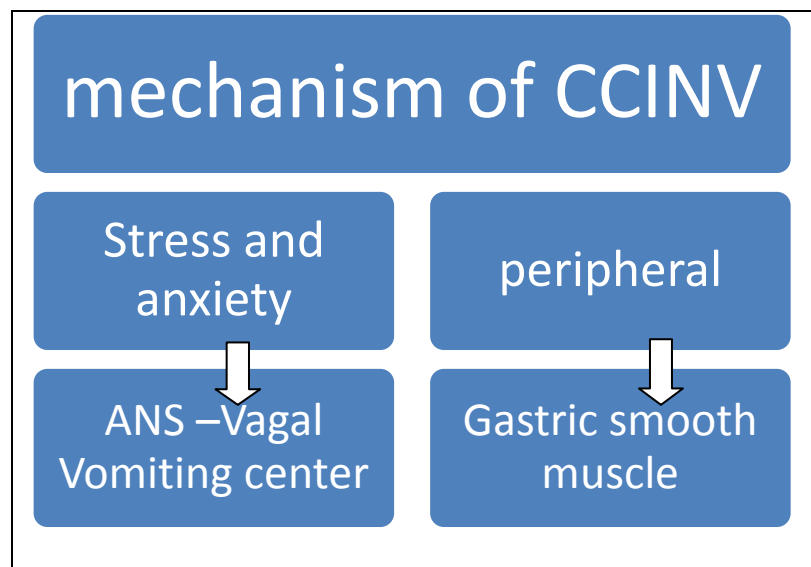 mechanism of CCINV
Stress and
anxiety
peripheral
ANS –Vagal
Vomiting center
Gastric smooth
muscle